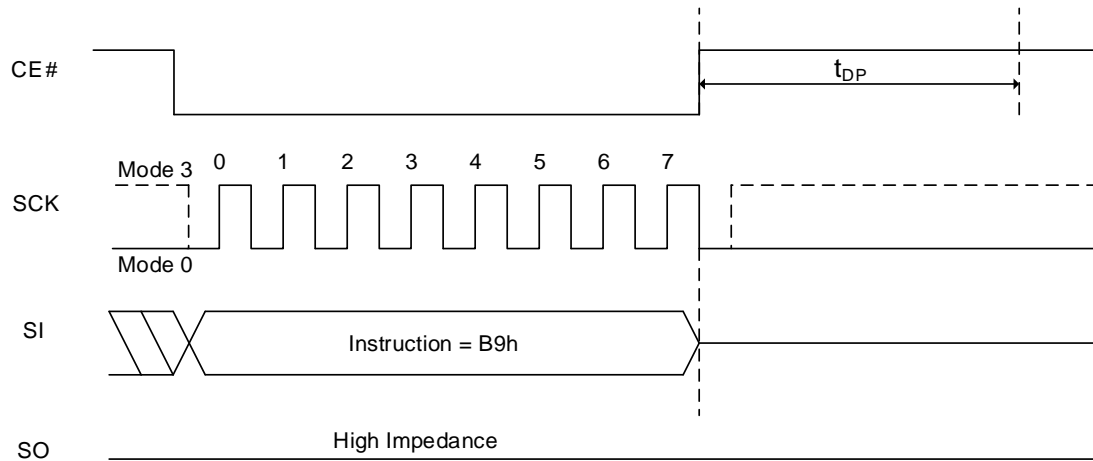 CE#
tDP
Mode 3
0 1 2 3 4 5 6 7
SCK
Mode 0
SI
Instruction = B9h
High Impedance
SO